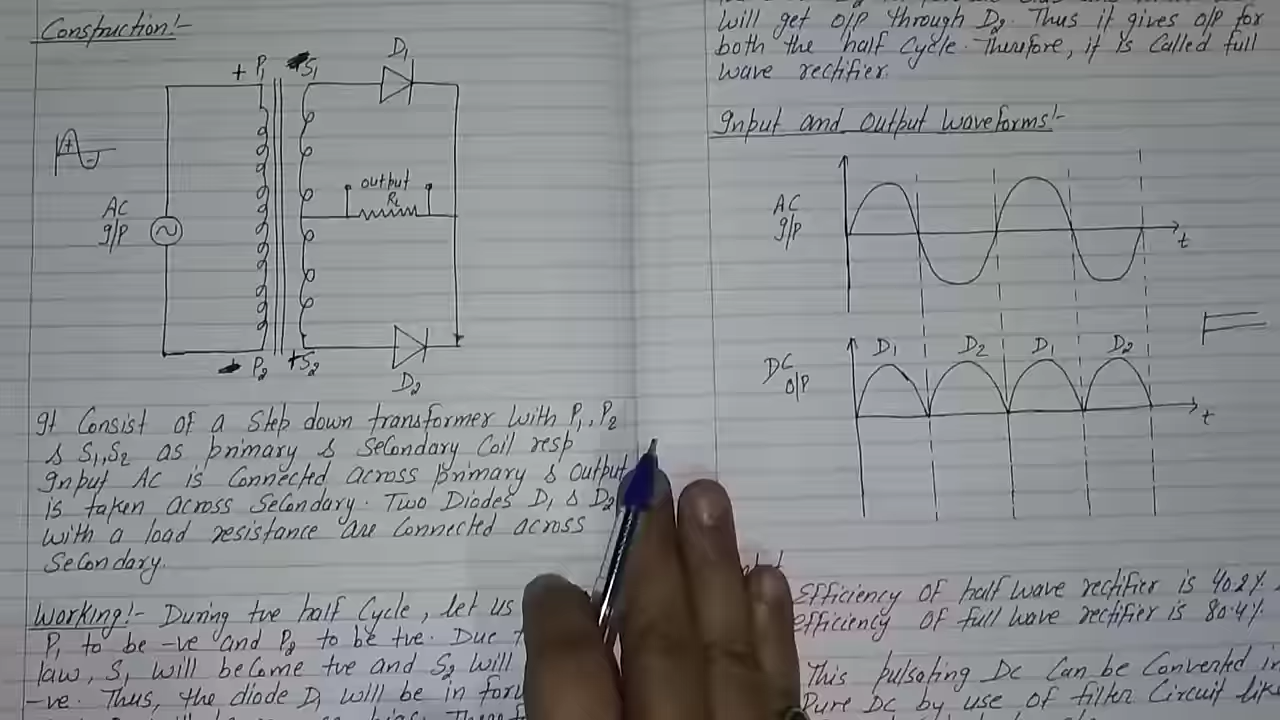 Construction!-
+ P1
S1
D1
+
-
output
RL
AC
I/P
- P2
+S2
D2
It Consist of a Step down transformer with P1, P2
& S1, S2 as primary & Secondary Coil resp
Input AC is Connected across primary & Output
is taken across Secondary. Two Diodes D1 & D2
with a load resistance are Connected across
Secondary.
Working!- During +ve half Cycle, let us
P1 to be -ve and P2 to be +ve. Due
law, S1 will become +ve and S2 will
-ve. Thus, the diode D1 will be in
will get O/P through D2. Thus it gives O/P for
both the half Cycle. Therefore, it is Called full
wave rectifier.
Input and Output Waveforms!-
AC
I/P
t
DC
O/P
D1 D2 D1 D2
t
Efficiency of half wave rectifier is 40.2%.
efficiency of full wave rectifier is 80.4%
This pulsating DC Can be Converted
Pure DC by use of filter Circuit like